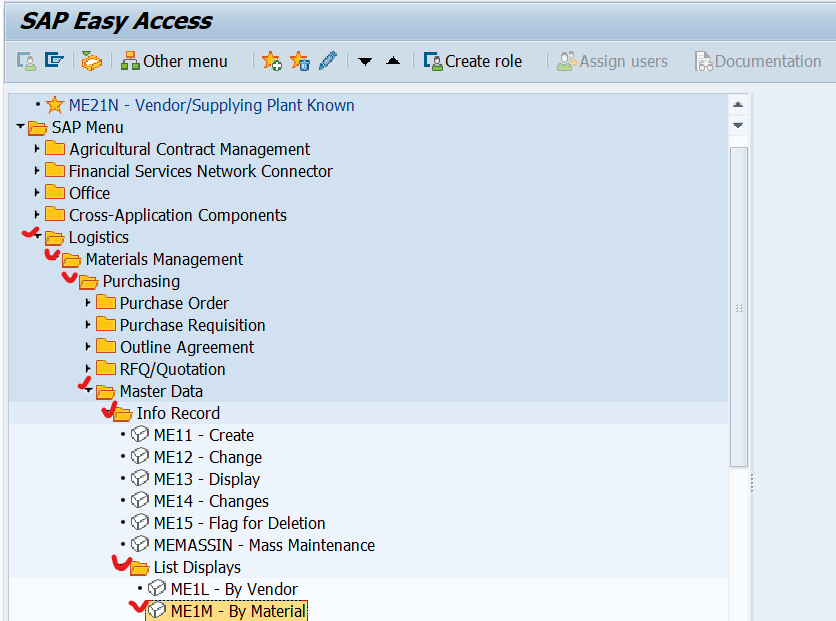 SAP Easy Access
Other menu Create role Assign users Documentation
ME21N - Vendor/Supplying Plant Known
SAP Menu
Agricultural Contract Management
Financial Services Network Connector
Office
Cross-Application Components
Logistics
Materials Management
Purchasing
Purchase Order
Purchase Requisition
Outline Agreement
RFQ/Quotation
Master Data
Info Record
ME11 - Create
ME12 - Change
ME13 - Display
ME14 - Changes
ME15 - Flag for Deletion
MEMASSIN - Mass Maintenance
List Displays
ME1L - By Vendor
ME1M - By Material